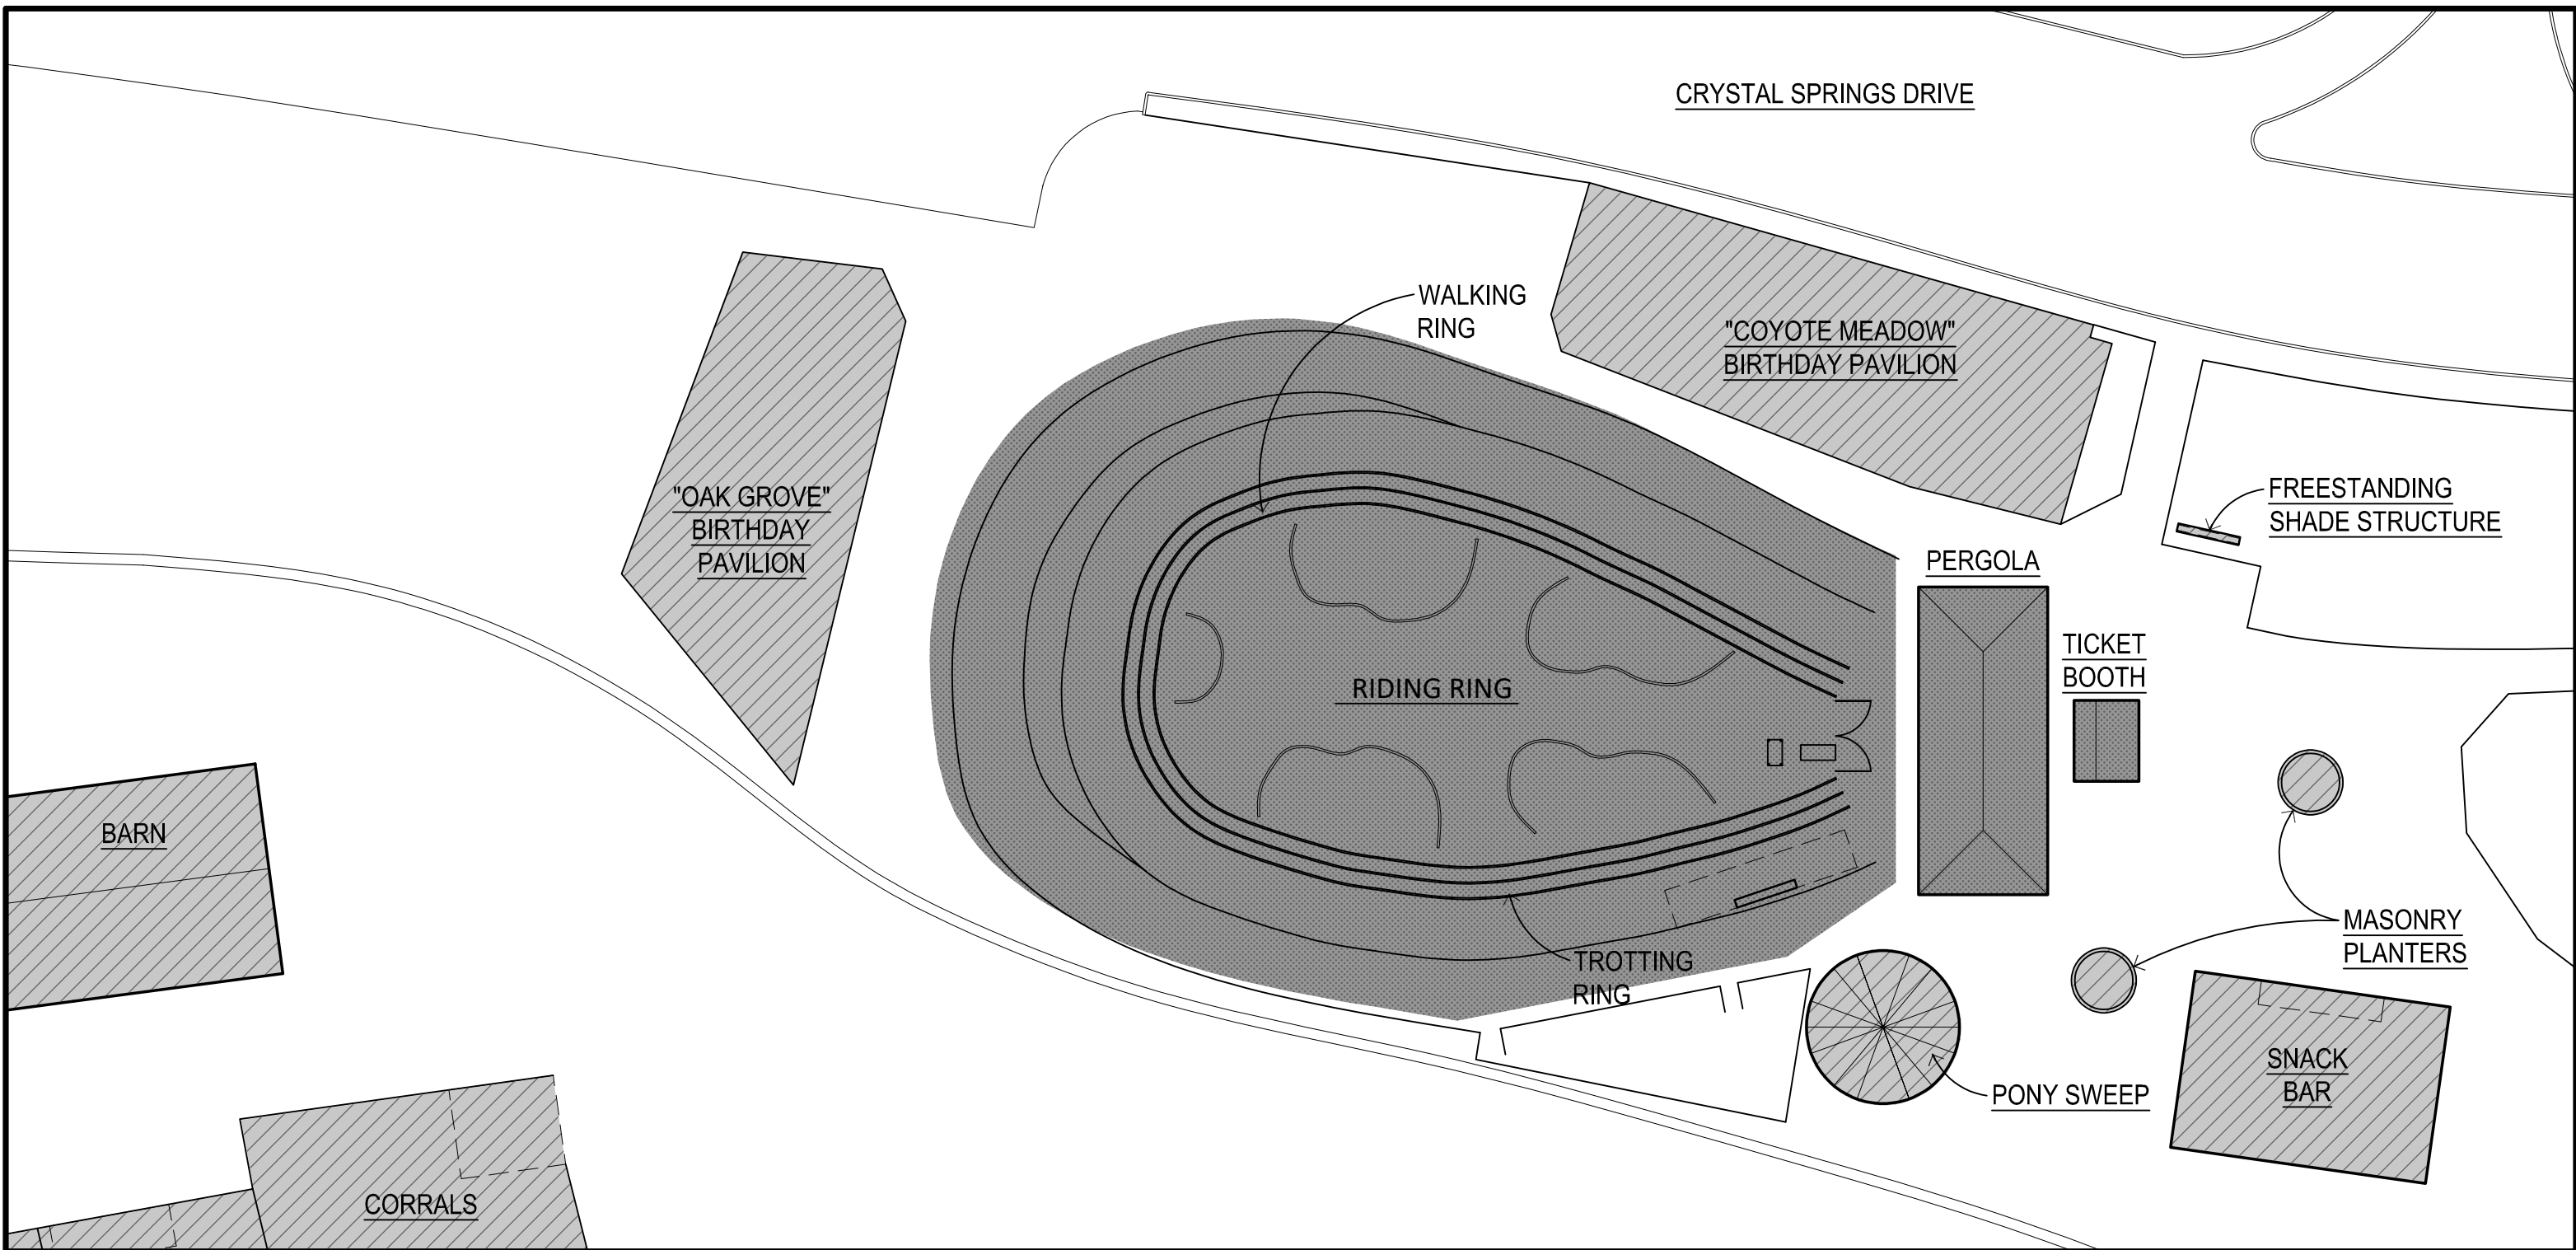 CRYSTAL SPRINGS DRIVE
WALKING
RING
"COYOTE MEADOW"
BIRTHDAY PAVILION
"OAK GROVE"
BIRTHDAY
PAVILION
FREESTANDING
SHADE STRUCTURE
PERGOLA
TICKET
BOOTH
RIDING RING
BARN
MASONRY
PLANTERS
TROTTING
RING
SNACK
BAR
PONY SWEEP
CORRALS